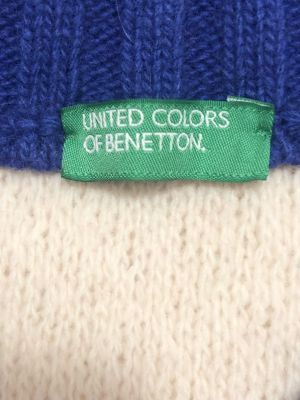 UNITED COLORS
OF BENETTON.